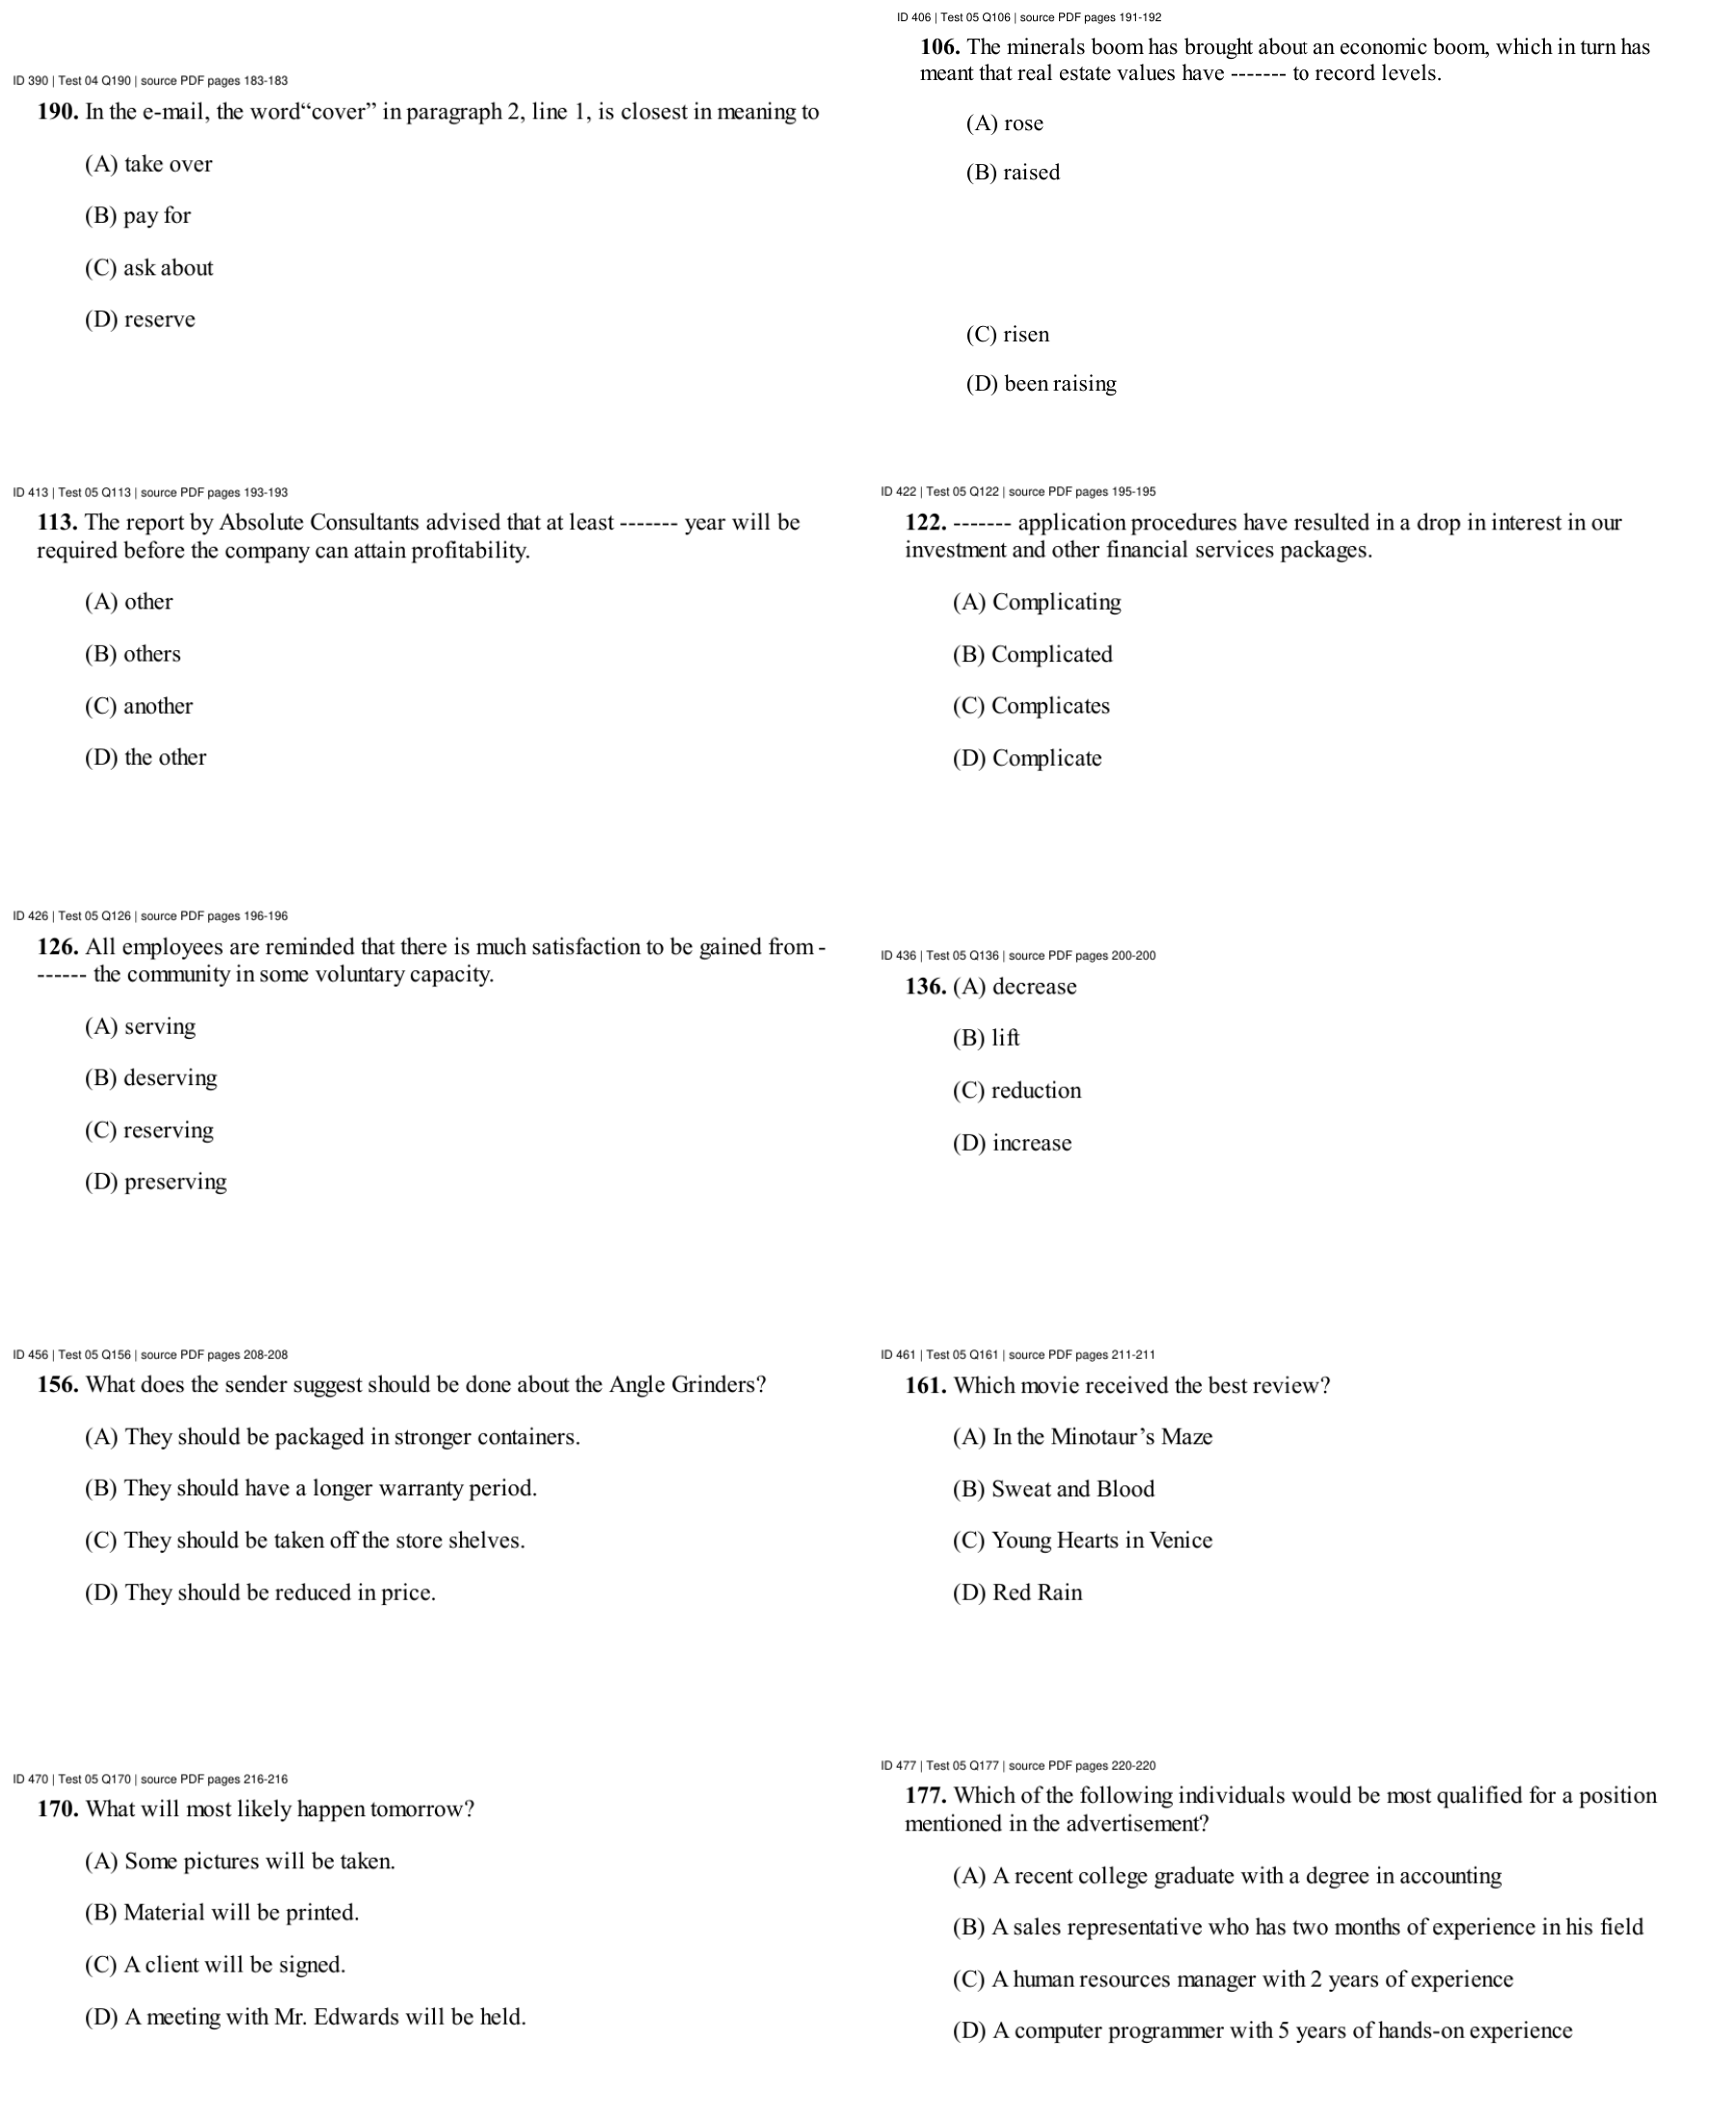 ID 390 | Test 04 Q190 | source PDF pages 183-183
190. In the e-mail, the word“cover” in paragraph 2, line 1, is closest in meaning to
(A) take over
(B) pay for
(C) ask about
(D) reserve
ID 406 | Test 05 Q106 | source PDF pages 191-192
106. The minerals boom has brought about an economic boom, which in turn has
meant that real estate values have ------- to record levels.
(A) rose
(B) raised
(C) risen
(D) been raising
ID 413 | Test 05 Q113 | source PDF pages 193-193
113. The report by Absolute Consultants advised that at least ------- year will be
required before the company can attain profitability.
(A) other
(B) others
(C) another
(D) the other
ID 422 | Test 05 Q122 | source PDF pages 195-195
122. ------- application procedures have resulted in a drop in interest in our
investment and other financial services packages.
(A) Complicating
(B) Complicated
(C) Complicates
(D) Complicate
ID 426 | Test 05 Q126 | source PDF pages 196-196
126. All employees are reminded that there is much satisfaction to be gained from -
------ the community in some voluntary capacity.
(A) serving
(B) deserving
(C) reserving
(D) preserving
ID 436 | Test 05 Q136 | source PDF pages 200-200
136. (A) decrease
(B) lift
(C) reduction
(D) increase
ID 456 | Test 05 Q156 | source PDF pages 208-208
156. What does the sender suggest should be done about the Angle Grinders?
(A) They should be packaged in stronger containers.
(B) They should have a longer warranty period.
(C) They should be taken off the store shelves.
(D) They should be reduced in price.
ID 461 | Test 05 Q161 | source PDF pages 211-211
161. Which movie received the best review?
(A) In the Minotaur’s Maze
(B) Sweat and Blood
(C) Young Hearts in Venice
(D) Red Rain
ID 470 | Test 05 Q170 | source PDF pages 216-216
170. What will most likely happen tomorrow?
(A) Some pictures will be taken.
(B) Material will be printed.
(C) A client will be signed.
(D) A meeting with Mr. Edwards will be held.
ID 477 | Test 05 Q177 | source PDF pages 220-220
177. Which of the following individuals would be most qualified for a position
mentioned in the advertisement?
(A) A recent college graduate with a degree in accounting
(B) A sales representative who has two months of experience in his field
(C) A human resources manager with 2 years of experience
(D) A computer programmer with 5 years of hands-on experience